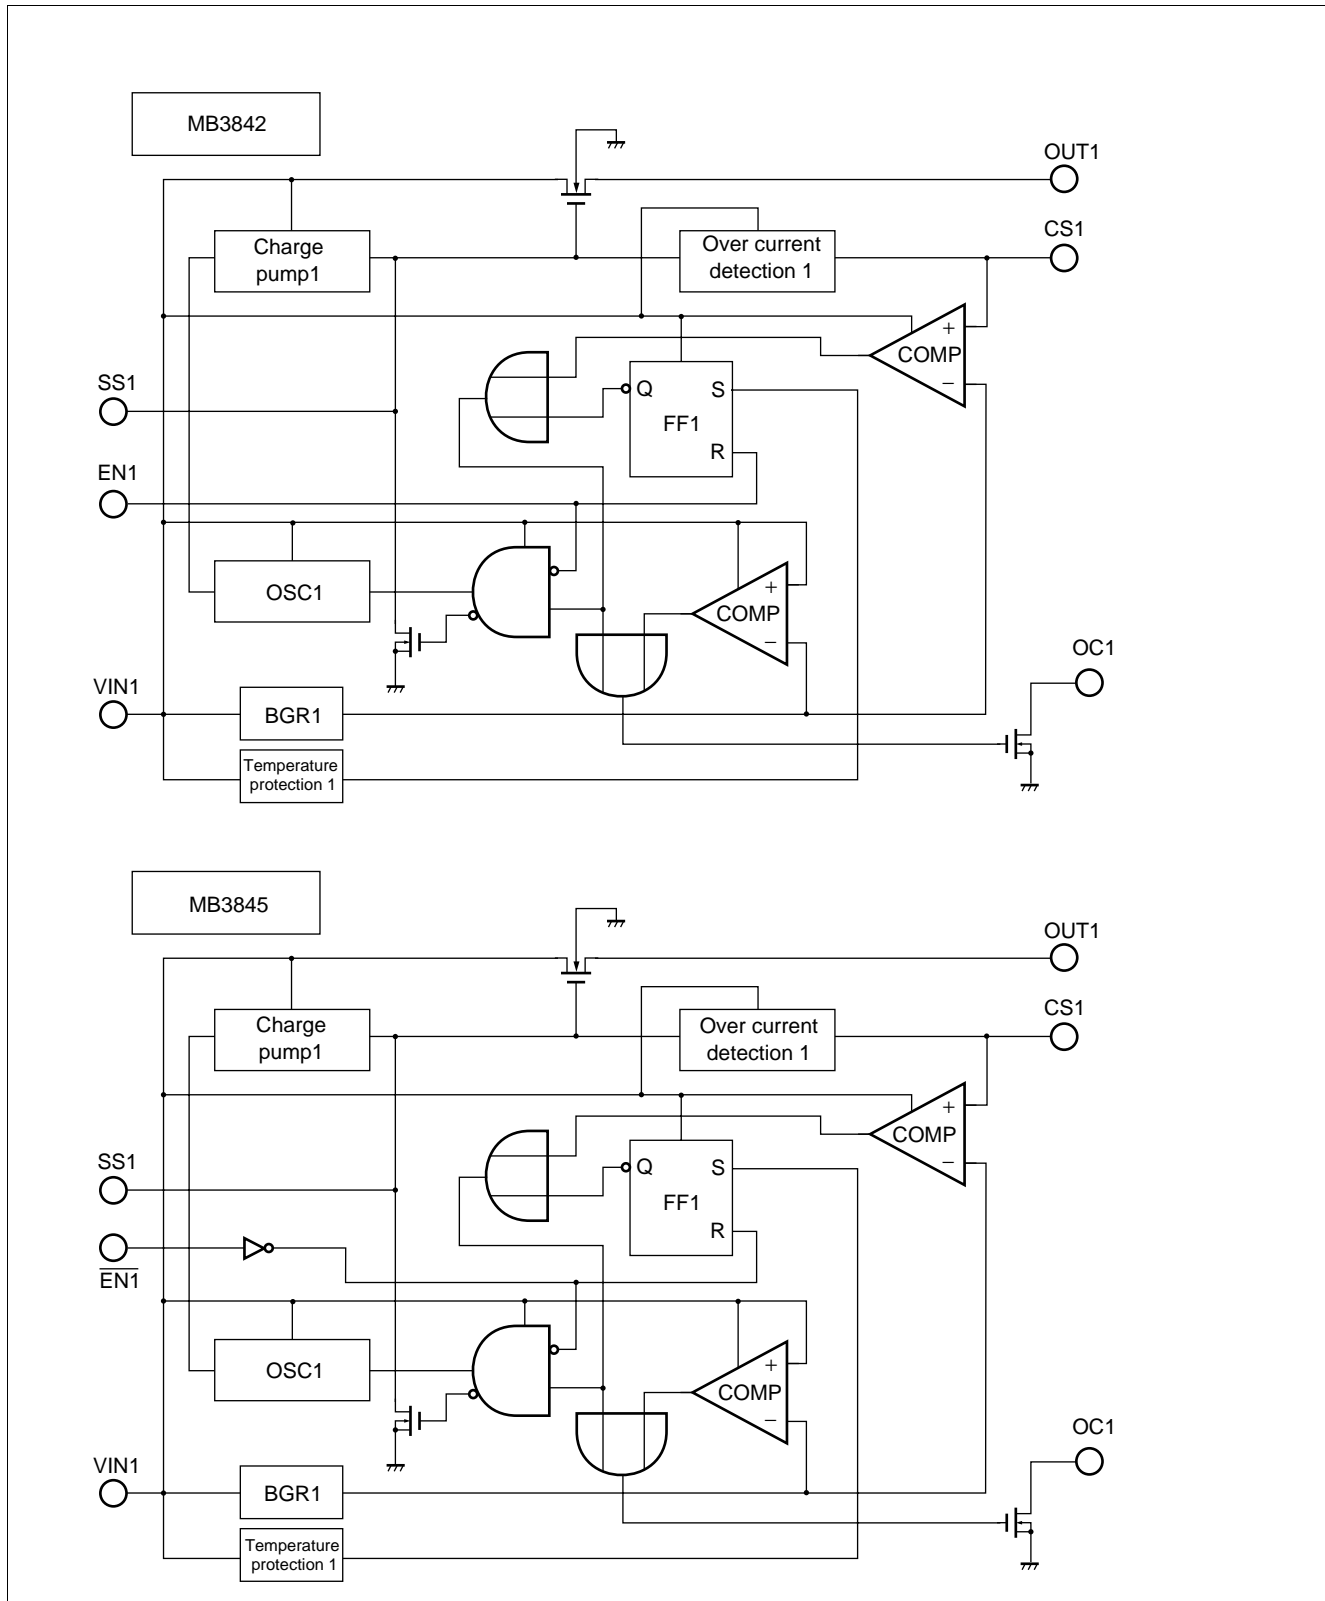 MB3842
OUT1
CS1
Charge
pump1
Over current
detection 1
+
COMP
−
SS1
Q
S
FF1
R
EN1
OSC1
+
COMP
−
OC1
VIN1
BGR1
Temperature
protection 1
MB3845
OUT1
CS1
Charge
pump1
Over current
detection 1
+
COMP
−
SS1
Q
S
FF1
R
E̅N̅1̅
OSC1
+
COMP
−
OC1
VIN1
BGR1
Temperature
protection 1